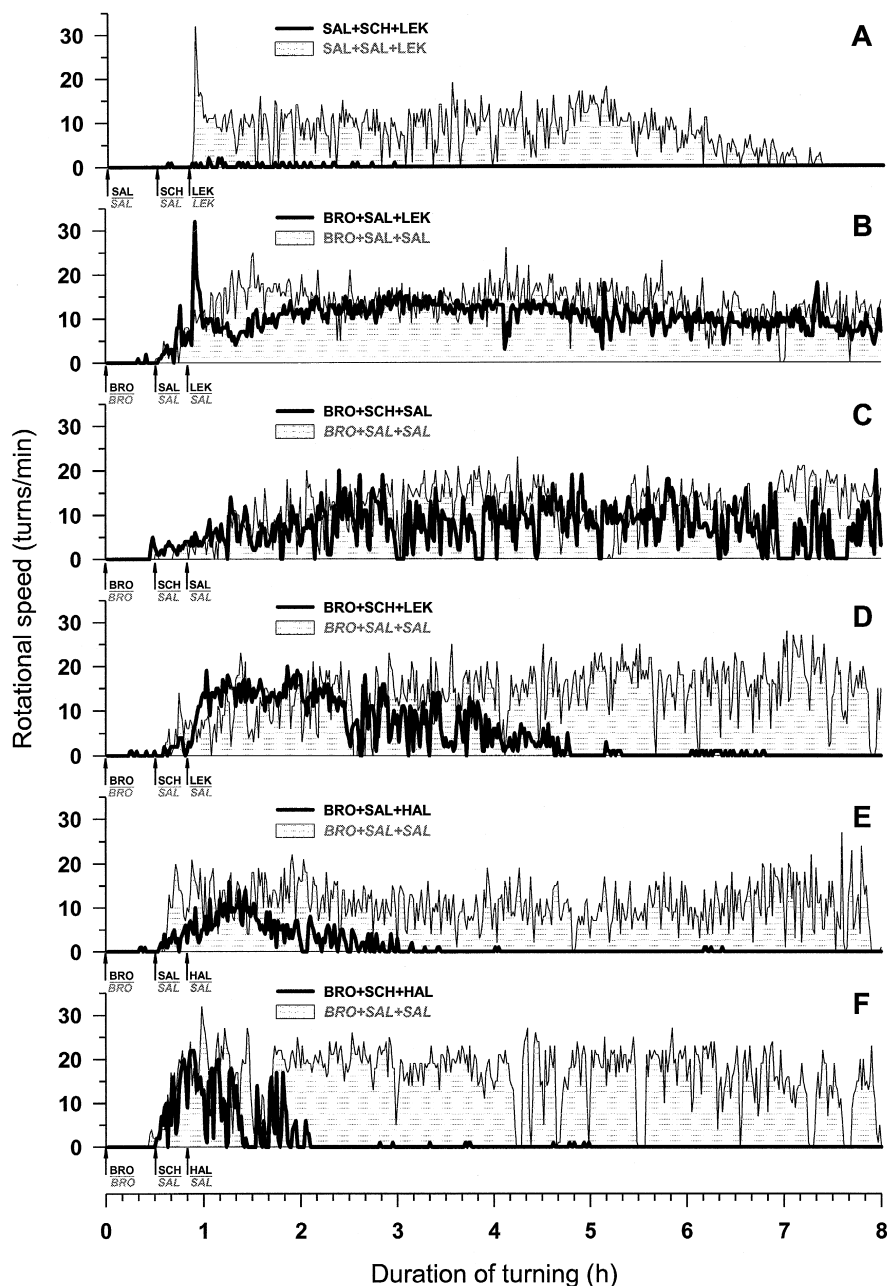 SAL+SCH+LEK
SAL+SAL+LEK
A
35
30
20
10
0
SAL SCH LEK
SAL SAL LEK
BRO+SAL+LEK
BRO+SAL+SAL
B
30
20
10
0
BRO SAL LEK
BRO SAL SAL
BRO+SCH+SAL
BRO+SAL+SAL
C
30
20
10
0
BRO SCH SAL
BRO SAL SAL
BRO+SCH+LEK
BRO+SAL+SAL
D
30
20
10
0
BRO SCH LEK
BRO SAL SAL
BRO+SAL+HAL
BRO+SAL+SAL
E
30
20
10
0
BRO SAL HAL
BRO SAL SAL
BRO+SCH+HAL
BRO+SAL+SAL
F
30
20
10
0
BRO SCH HAL
BRO SAL SAL
Rotational speed (turns/min)
0 1 2 3 4 5 6 7 8
Duration of turning (h)